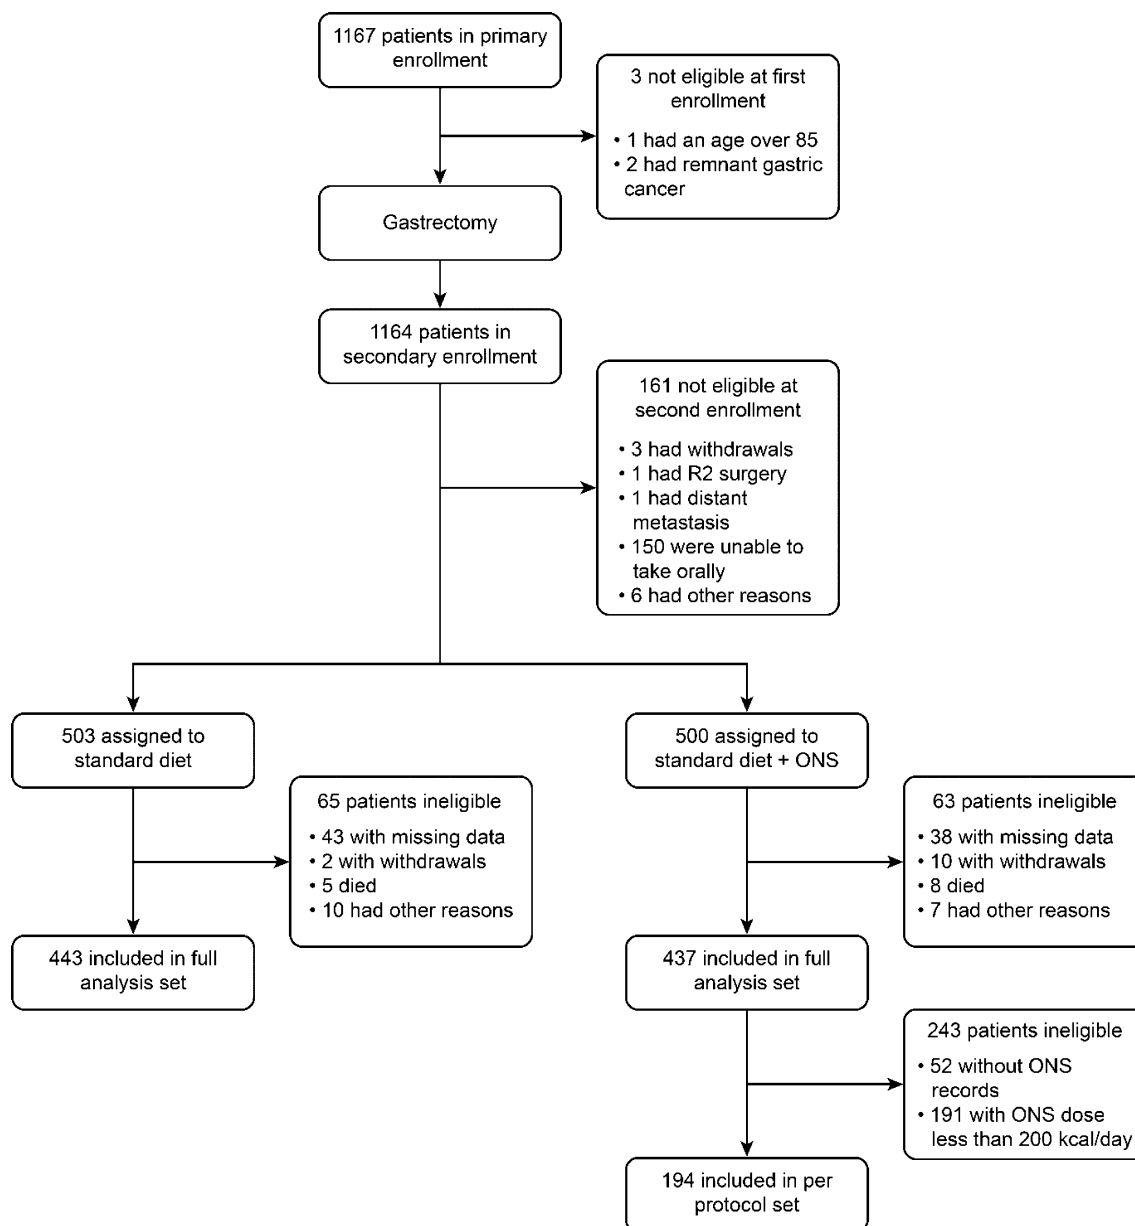 1167 patients in primary
enrollment
3 not eligible at first
enrollment
• 1 had an age over 85
• 2 had remnant gastric
cancer
Gastrectomy
1164 patients in
secondary enrollment
161 not eligible at
second enrollment
• 3 had withdrawals
• 1 had R2 surgery
• 1 had distant
metastasis
• 150 were unable to
take orally
• 6 had other reasons
503 assigned to
standard diet
65 patients ineligible
• 43 with missing data
• 2 with withdrawals
• 5 died
• 10 had other reasons
443 included in full
analysis set
500 assigned to
standard diet + ONS
63 patients ineligible
• 38 with missing data
• 10 with withdrawals
• 8 died
• 7 had other reasons
437 included in full
analysis set
243 patients ineligible
• 52 without ONS
records
• 191 with ONS dose
less than 200 kcal/day
194 included in per
protocol set